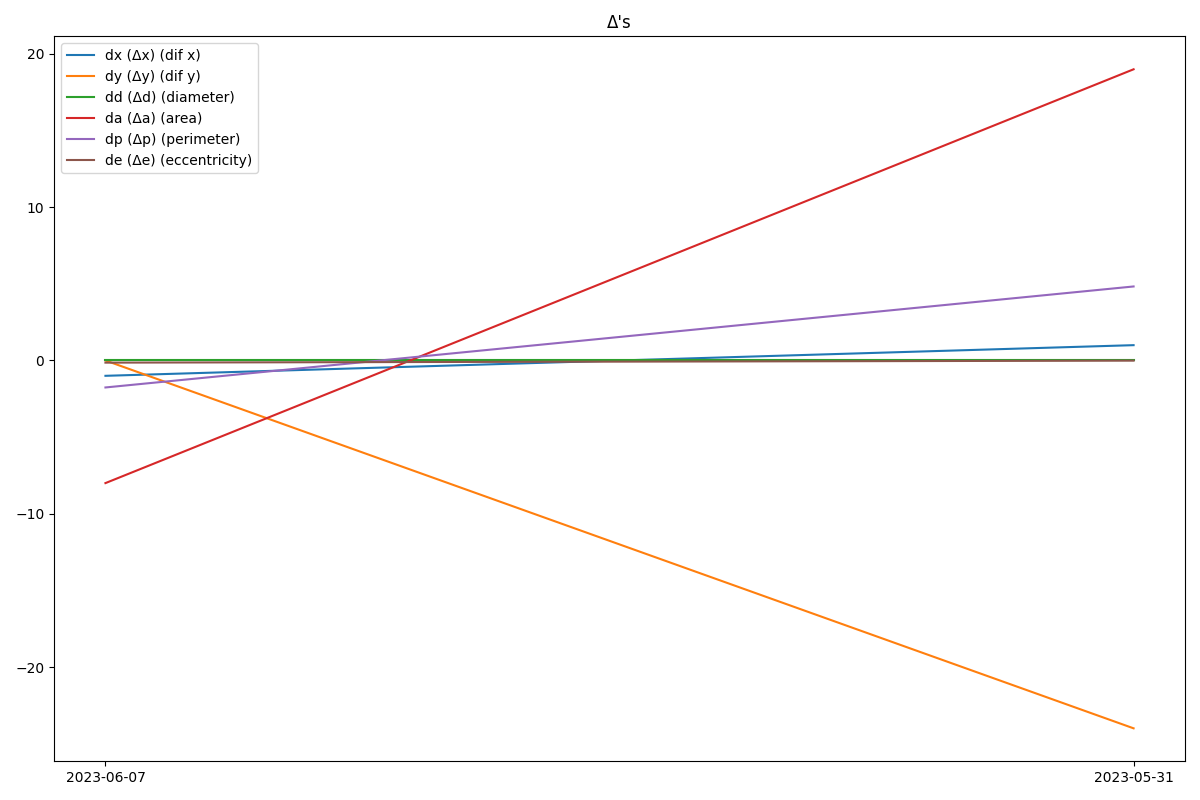 Δ's
dx (Δx) (dif x)
dy (Δy) (dif y)
dd (Δd) (diameter)
da (Δa) (area)
dp (Δp) (perimeter)
de (Δe) (eccentricity)
20
10
0
−10
−20
2023-06-07
2023-05-31